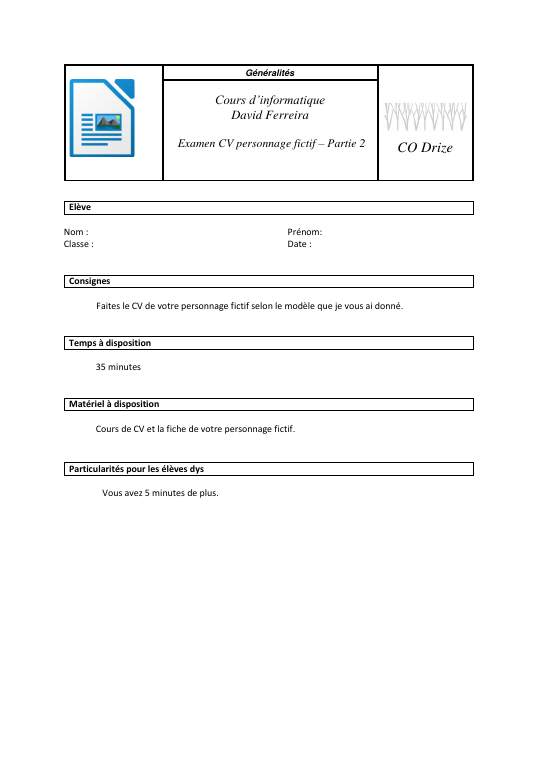 Généralités
Cours d'informatique
David Ferreira
Examen CV personnage fictif – Partie 2
CO Drize
Elève
Nom : Prénom:
Classe : Date :
Consignes
Faites le CV de votre personnage fictif selon le modèle que je vous ai donné.
Temps à disposition
35 minutes
Matériel à disposition
Cours de CV et la fiche de votre personnage fictif.
Particularités pour les élèves dys
Vous avez 5 minutes de plus.